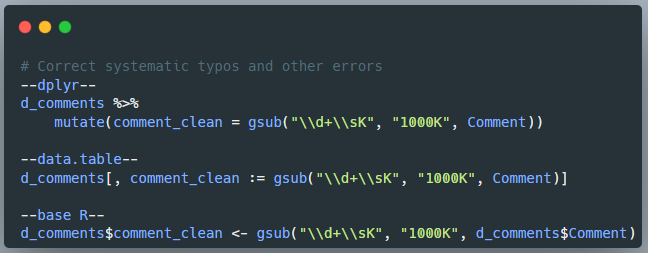 # Correct systematic typos and other errors
--dplyr--
d_comments %>%
    mutate(comment_clean = gsub("\\d+\\sK", "1000K", Comment))

--data.table--
d_comments[, comment_clean := gsub("\\d+\\sK", "1000K", Comment)]

--base R--
d_comments$comment_clean <- gsub("\\d+\\sK", "1000K", d_comments$Comment)